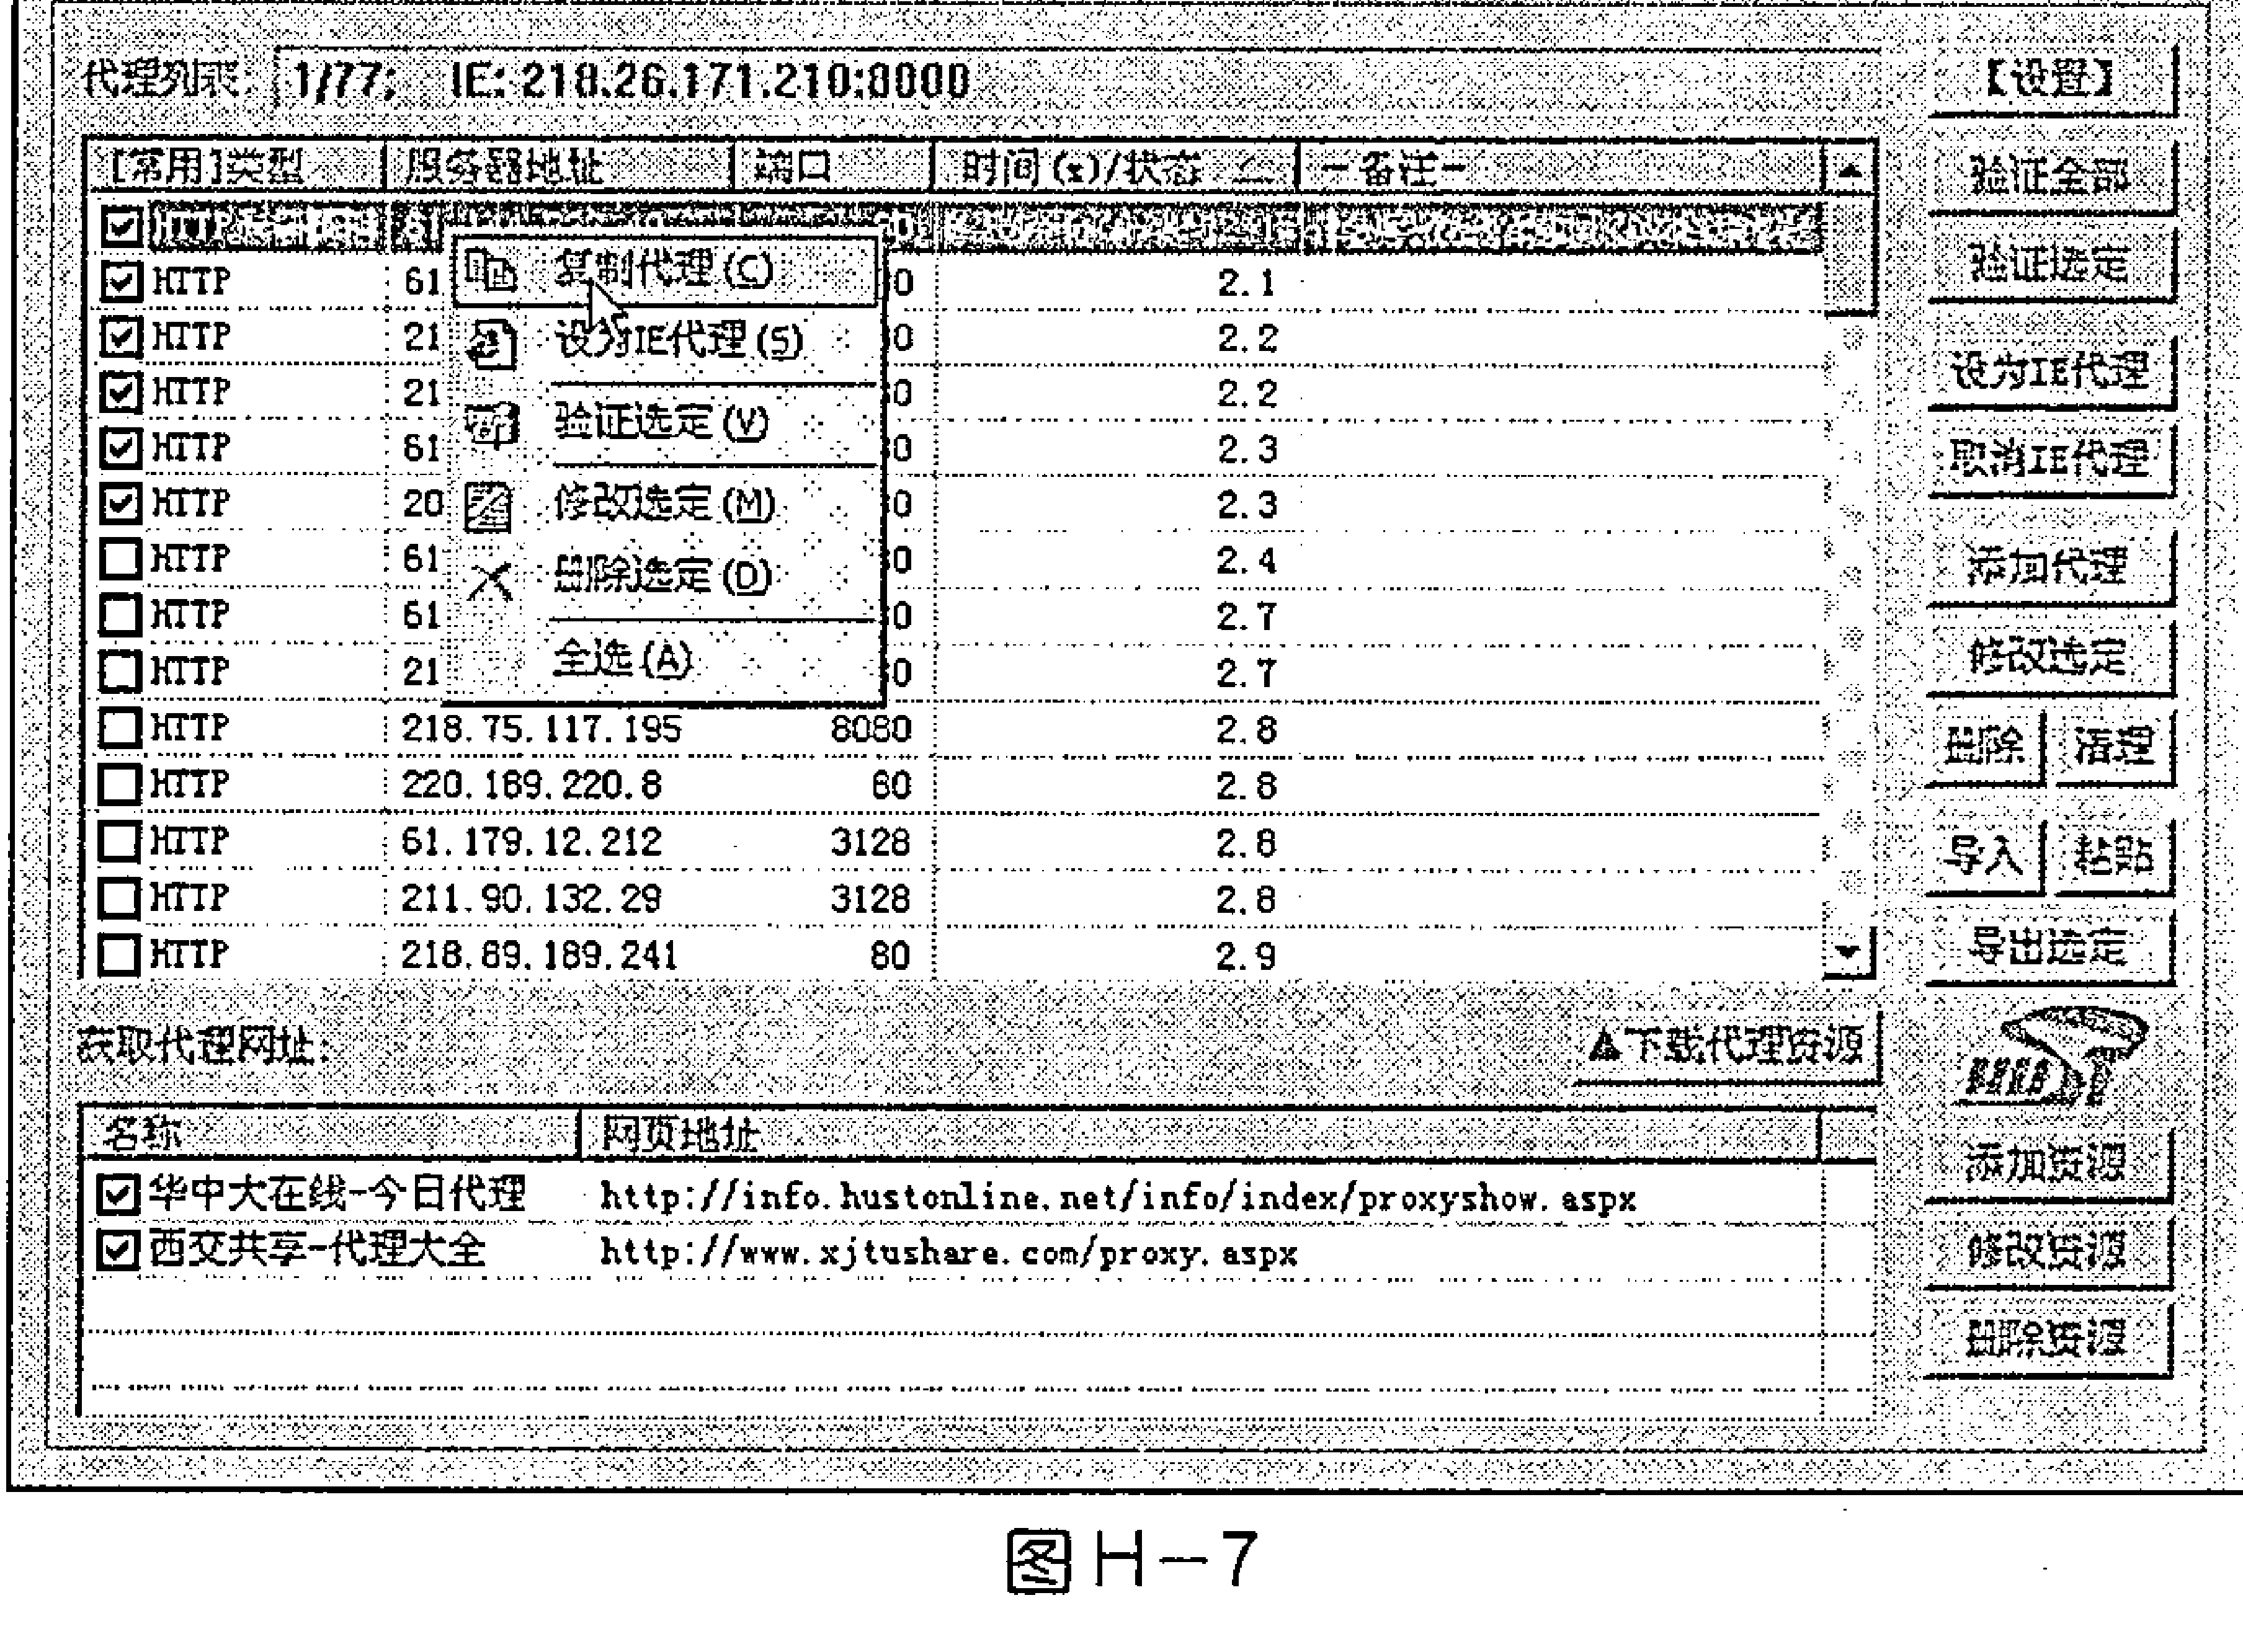 代理列表: 1/77; IE: 218.26.171.210:8000
【设置】
[常用]类型 服务器地址 端口 时间(s)/状态 -备注-
验证全部
复制代理(C)
HTTP 61 0 2.1
验证选定
设为IE代理(S)
HTTP 21 0 2.2
设为IE代理
HTTP 21 0 2.2
验证选定(V)
HTTP 61 0 2.3
取消IE代理
HTTP 20 0 2.3
修改选定(M)
HTTP 61 0 2.4
添加代理
删除选定(D)
HTTP 61 0 2.7
全选(A)
修改选定
HTTP 21 0 2.7
HTTP 218.75.117.195 8080 2.8
删除 清理
HTTP 220.169.220.8 80 2.8
HTTP 61.179.12.212 3128 2.8
导入 粘贴
HTTP 211.90.132.29 3128 2.8
HTTP 218.89.189.241 80 2.9
导出选定
获取代理网址: ▲下载代理资源
名称 网页地址
添加资源
华中大在线-今日代理 http://info.hustonline.net/info/index/proxyshow.aspx
西交共享-代理大全 http://www.xjtushare.com/proxy.aspx
修改资源
删除资源
图H-7